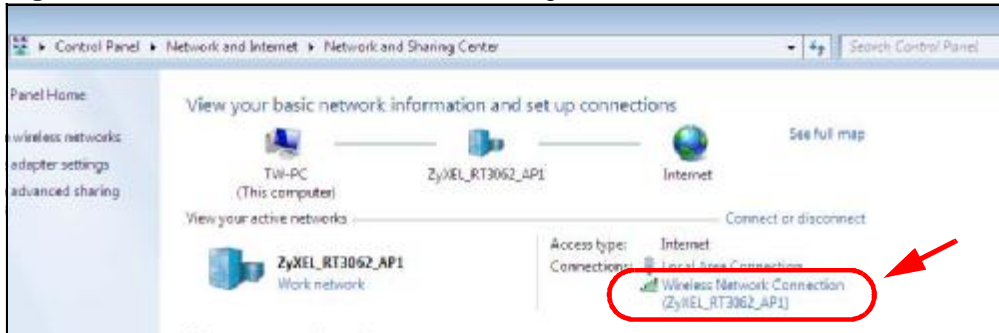 Control Panel ▸ Network and Internet ▸ Network and Sharing Center
Search Control Panel
Panel Home
wireless networks
adapter settings
advanced sharing
View your basic network information and set up connections
See full map
TW-PC
(This computer)
ZyXEL_RT3062_AP1
Internet
View your active networks
Connect or disconnect
ZyXEL_RT3062_AP1
Work network
Access type: Internet
Connections: Local Area Connection
Wireless Network Connection
(ZyXEL_RT3062_AP1)